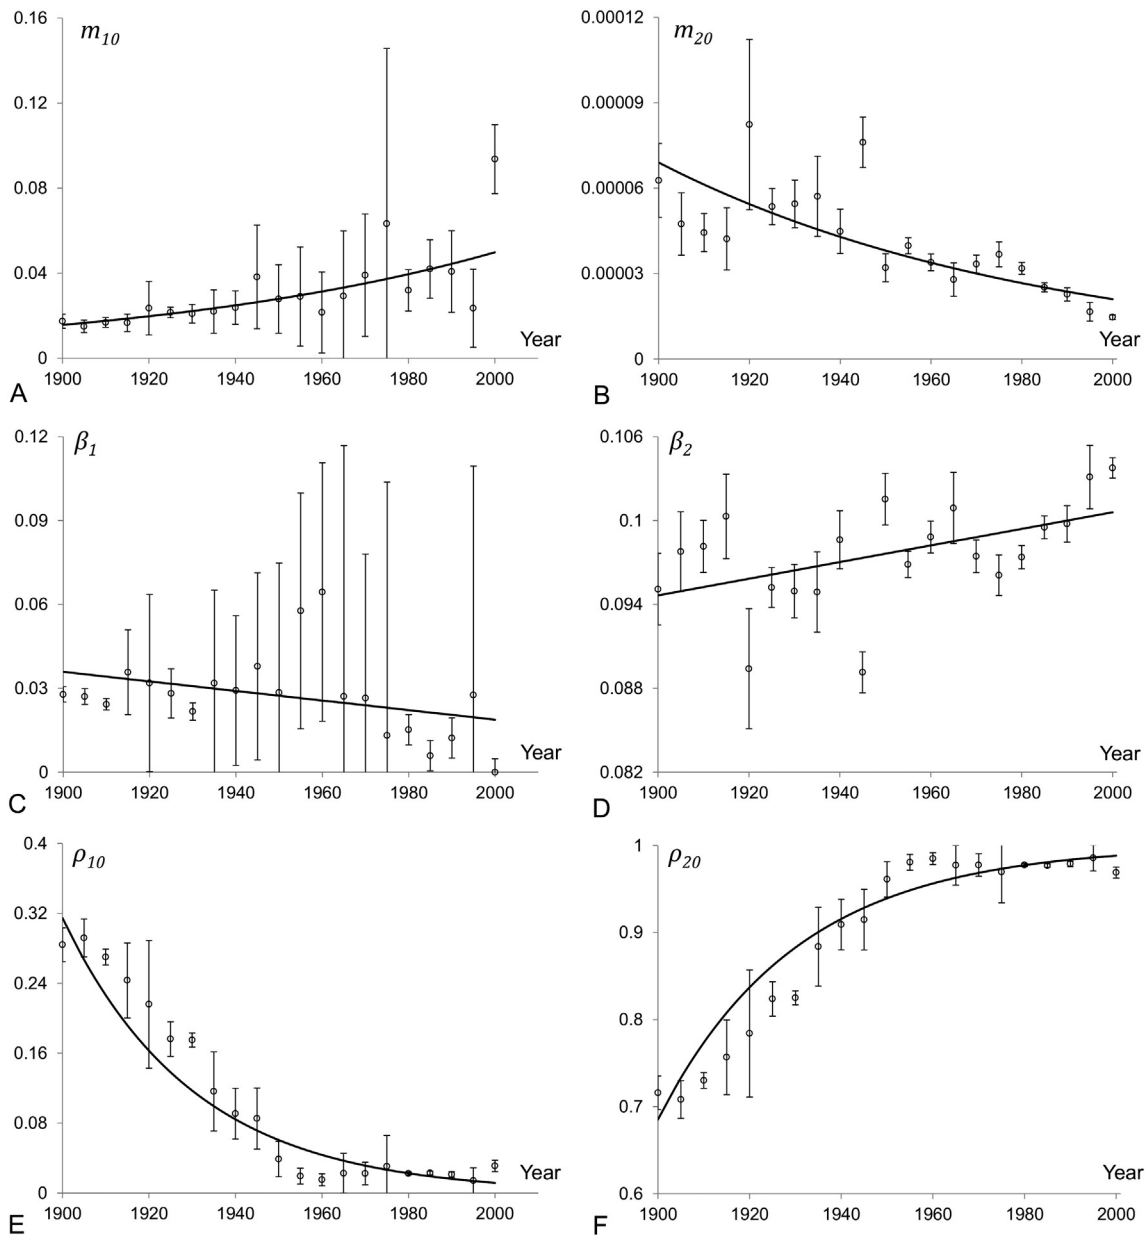 0.16
m10
0.12
0.08
0.04
0
Year
1900 1920 1940 1960 1980 2000
A
0.00012
m20
0.00009
0.00006
0.00003
0
Year
1900 1920 1940 1960 1980 2000
B
0.12
β1
0.09
0.06
0.03
0
Year
1900 1920 1940 1960 1980 2000
C
0.106
β2
0.1
0.094
0.088
0.082
Year
1900 1920 1940 1960 1980 2000
D
0.4
ρ10
0.32
0.24
0.16
0.08
0
Year
1900 1920 1940 1960 1980 2000
E
1
ρ20
0.9
0.8
0.7
0.6
Year
1900 1920 1940 1960 1980 2000
F